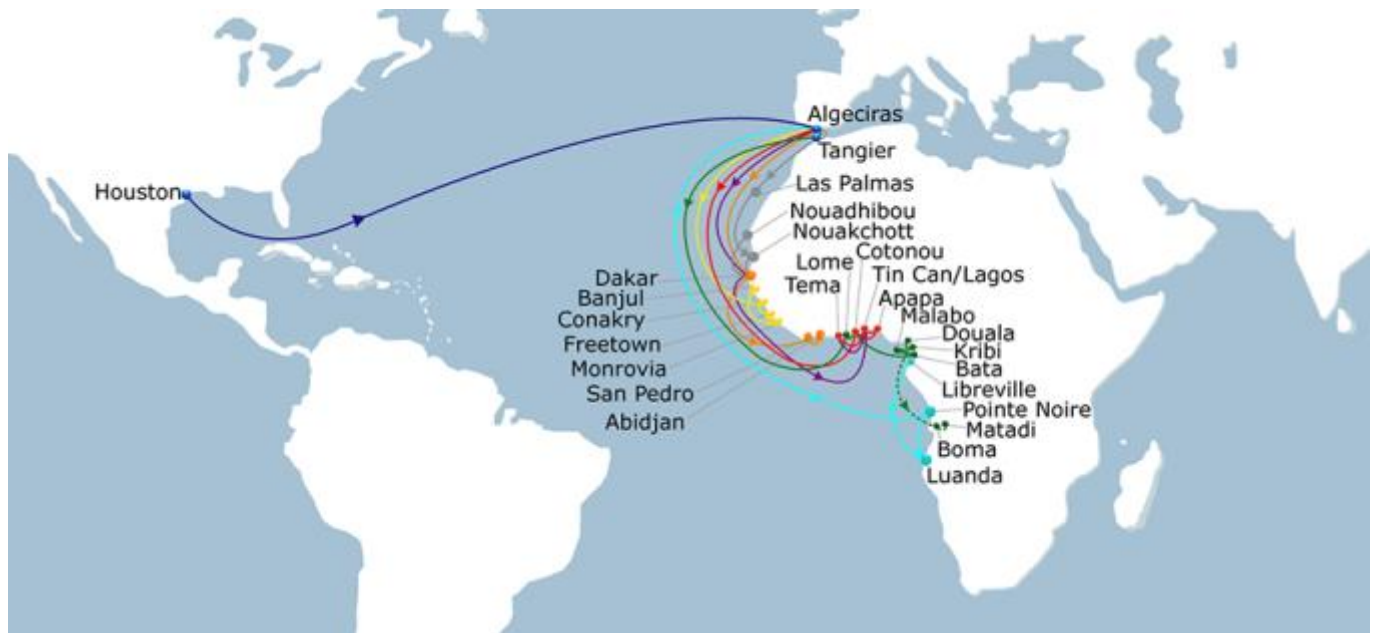 Algeciras
Tangier
Houston
Las Palmas
Nouadhibou
Nouakchott
Cotonou
Lome
Tin Can/Lagos
Dakar
Tema
Banjul
Apapa
Conakry
Malabo
Douala
Freetown
Kribi
Monrovia
Bata
San Pedro
Libreville
Pointe Noire
Abidjan
Matadi
Boma
Luanda